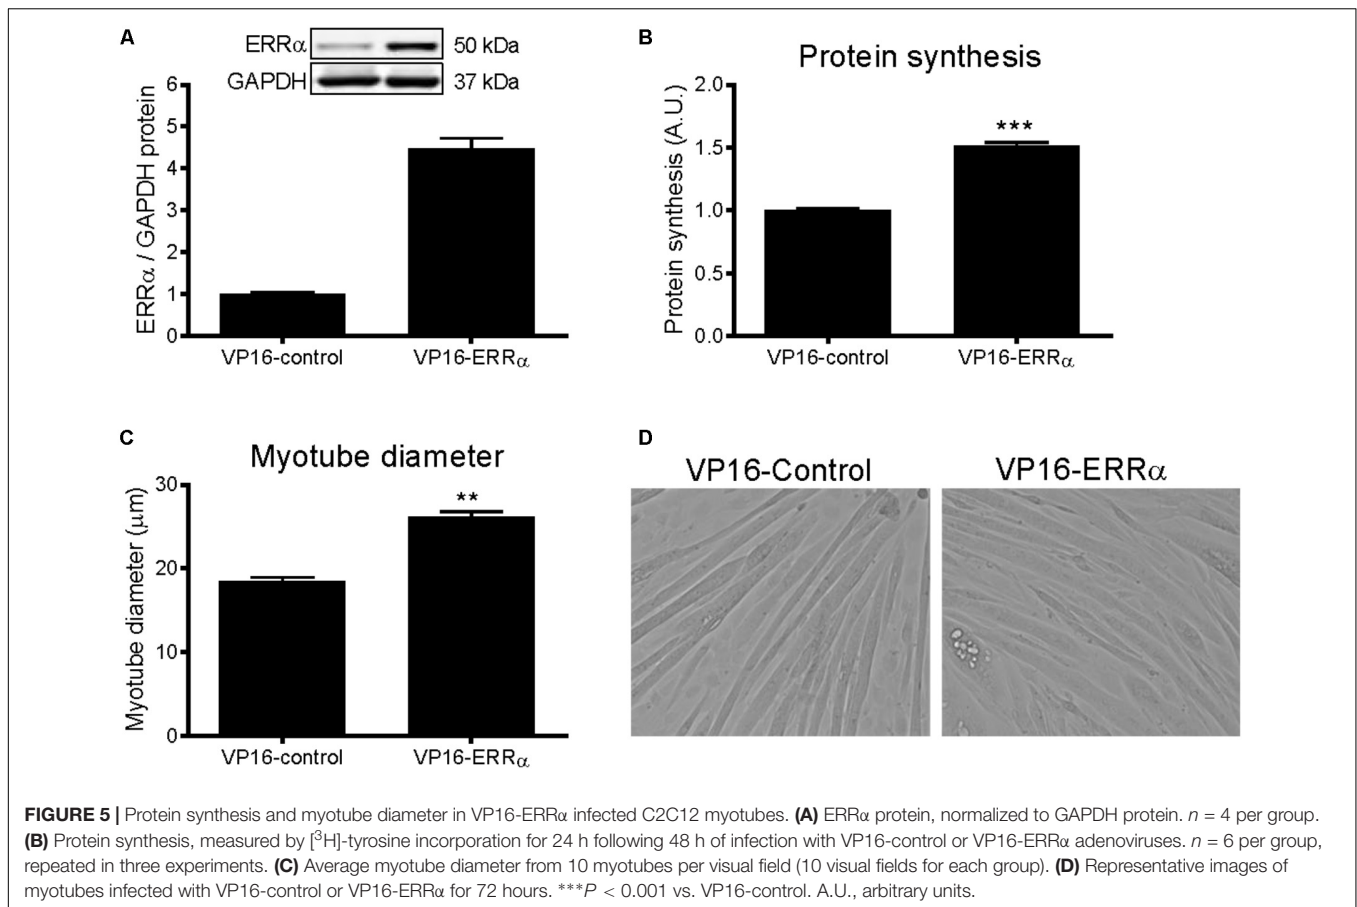 A
ERRα 50 kDa
GAPDH 37 kDa
ERRα / GAPDH protein
6
5
4
3
2
1
0
VP16-control VP16-ERRα
B
Protein synthesis
Protein synthesis (A.U.)
2.0
1.5
1.0
0.5
0.0
***
VP16-control VP16-ERRα
C
Myotube diameter
Myotube diameter (μm)
30
20
10
0
**
VP16-control VP16-ERRα
D
VP16-Control VP16-ERRα
FIGURE 5 | Protein synthesis and myotube diameter in VP16-ERRα infected C2C12 myotubes. (A) ERRα protein, normalized to GAPDH protein. n = 4 per group.
(B) Protein synthesis, measured by [³H]-tyrosine incorporation for 24 h following 48 h of infection with VP16-control or VP16-ERRα adenoviruses. n = 6 per group,
repeated in three experiments. (C) Average myotube diameter from 10 myotubes per visual field (10 visual fields for each group). (D) Representative images of
myotubes infected with VP16-control or VP16-ERRα for 72 hours. ***P < 0.001 vs. VP16-control. A.U., arbitrary units.